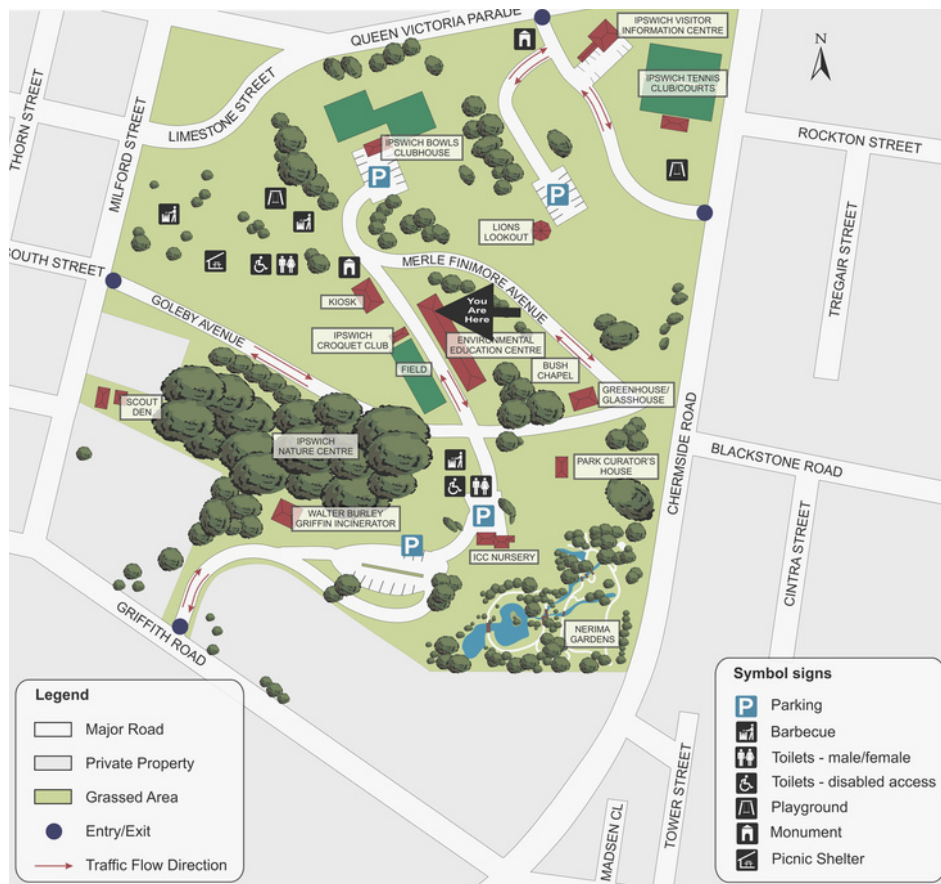 QUEEN VICTORIA PARADE
IPSWICH VISITOR
INFORMATION CENTRE
N
IPSWICH TENNIS
CLUB/COURTS
THORN STREET
MILFORD STREET
LIMESTONE STREET
ROCKTON STREET
IPSWICH BOWLS
CLUBHOUSE
P
P
LIONS
LOOKOUT
TREGAIR STREET
SOUTH STREET
MERLE FINIMORE AVENUE
GOLEBY AVENUE
KIOSK
You
Are
Here
IPSWICH
CROQUET CLUB
ENVIRONMENTAL
EDUCATION CENTRE
FIELD
BUSH
CHAPEL
GREENHOUSE/
GLASSHOUSE
SCOUT
DEN
CHERMSIDE ROAD
IPSWICH
NATURE CENTRE
BLACKSTONE ROAD
PARK CURATOR'S
HOUSE
WALTER BURLEY
GRIFFIN INCINERATOR
P
P
ICC NURSERY
CINTRA STREET
GRIFFITH ROAD
NERIMA
GARDENS
Legend
Major Road
Private Property
Grassed Area
Entry/Exit
Traffic Flow Direction
MADSEN CL
TOWER STREET
Symbol signs
P Parking
Barbecue
Toilets - male/female
Toilets - disabled access
Playground
Monument
Picnic Shelter